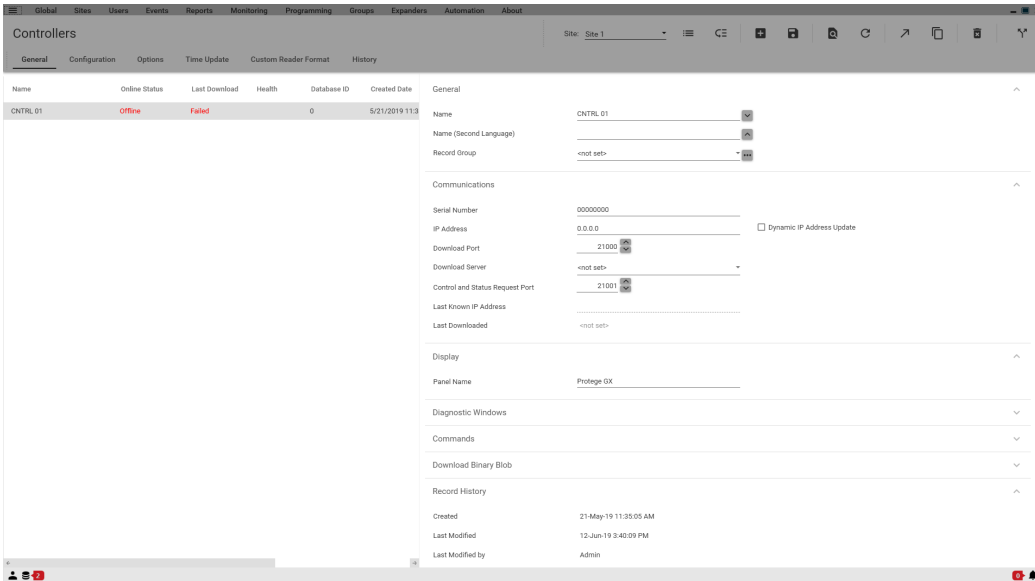 Global Sites Users Events Reports Monitoring Programming Groups Expanders Automation About
Controllers
Site: Site 1
General Configuration Options Time Update Custom Reader Format History
Name Online Status Last Download Health Database ID Created Date
CNTRL 01 Offline Failed 0 5/21/2019 11:3
General
Name CNTRL 01
Name (Second Language)
Record Group <not set>
Communications
Serial Number 00000000
IP Address 0.0.0.0 Dynamic IP Address Update
Download Port 21000
Download Server <not set>
Control and Status Request Port 21001
Last Known IP Address
Last Downloaded <not set>
Display
Panel Name Protege GX
Diagnostic Windows
Commands
Download Binary Blob
Record History
Created 21-May-19 11:35:05 AM
Last Modified 12-Jun-19 3:40:09 PM
Last Modified by Admin
2 0